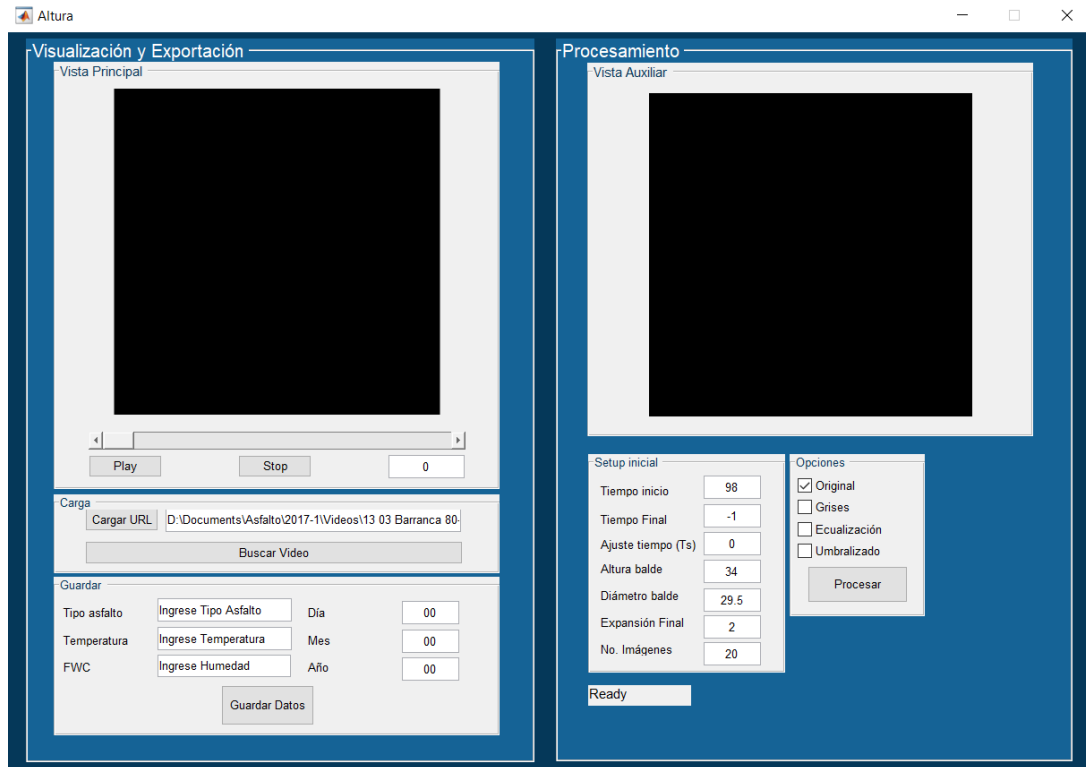 Altura
Visualización y Exportación
Vista Principal
Play
Stop
0
Carga
Cargar URL
D:\Documents\Asfalto\2017-1\Videos\13 03 Barranca 80-
Buscar Video
Guardar
Tipo asfalto
Ingrese Tipo Asfalto
Día
00
Temperatura
Ingrese Temperatura
Mes
00
FWC
Ingrese Humedad
Año
00
Guardar Datos
Procesamiento
Vista Auxiliar
Setup inicial
Tiempo inicio
98
Tiempo Final
-1
Ajuste tiempo (Ts)
0
Altura balde
34
Diámetro balde
29.5
Expansión Final
2
No. Imágenes
20
Opciones
Original
Grises
Ecualización
Umbralizado
Procesar
Ready